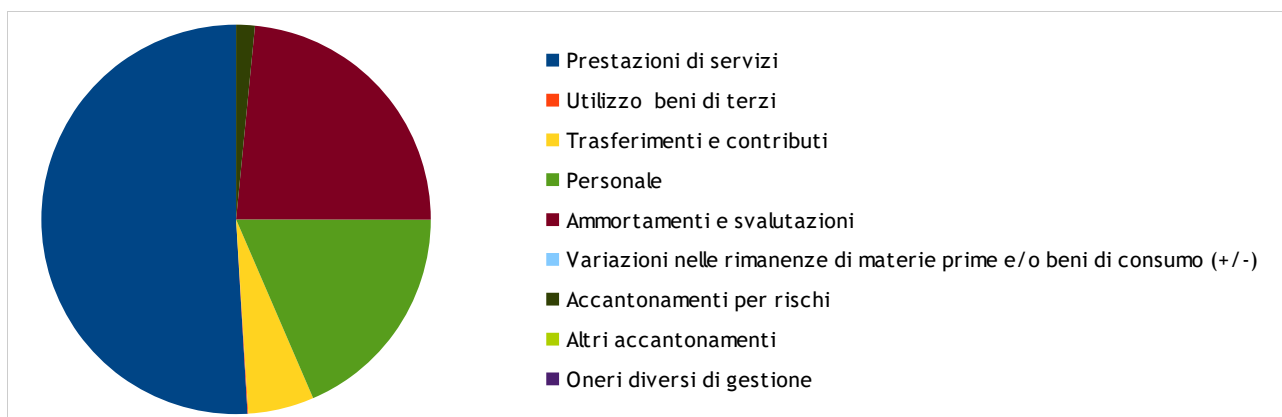 Prestazioni di servizi
Utilizzo beni di terzi
Trasferimenti e contributi
Personale
Ammortamenti e svalutazioni
Variazioni nelle rimanenze di materie prime e/o beni di consumo (+/-)
Accantonamenti per rischi
Altri accantonamenti
Oneri diversi di gestione